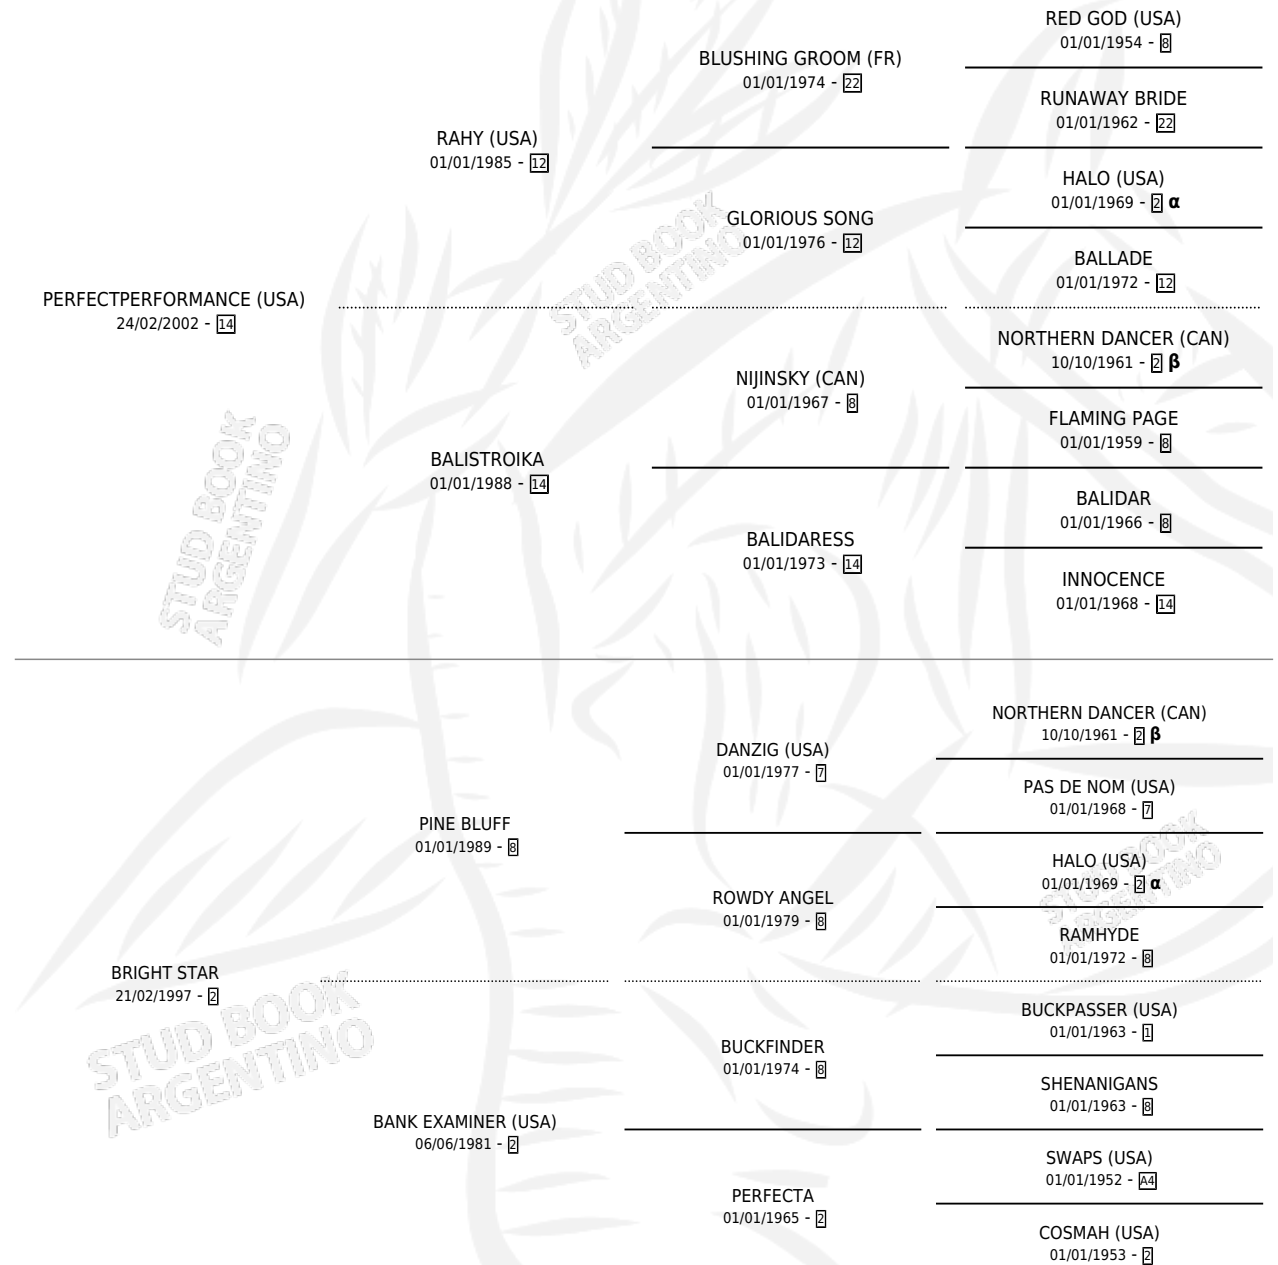 RED GOD (USA)
01/01/1954 - 8
BLUSHING GROOM (FR)
01/01/1974 - 22
RUNAWAY BRIDE
01/01/1962 - 22
RAHY (USA)
01/01/1985 - 12
HALO (USA)
01/01/1969 - 2 α
GLORIOUS SONG
01/01/1976 - 12
BALLADE
01/01/1972 - 12
STUD BOOK
ARGENTINO
PERFECTPERFORMANCE (USA)
24/02/2002 - 14
NORTHERN DANCER (CAN)
10/10/1961 - 2 β
NIJINSKY (CAN)
01/01/1967 - 8
FLAMING PAGE
01/01/1959 - 8
BALISTROIKA
01/01/1988 - 14
BALIDAR
01/01/1966 - 8
BALIDARESS
01/01/1973 - 14
INNOCENCE
01/01/1968 - 14
STUD BOOK
ARGENTINO
NORTHERN DANCER (CAN)
10/10/1961 - 2 β
DANZIG (USA)
01/01/1977 - 7
PAS DE NOM (USA)
01/01/1968 - 7
PINE BLUFF
01/01/1989 - 8
HALO (USA)
01/01/1969 - 2 α
ROWDY ANGEL
01/01/1979 - 8
RAMHYDE
01/01/1972 - 8
STUD BOOK
ARGENTINO
BRIGHT STAR
21/02/1997 - 2
BUCKPASSER (USA)
01/01/1963 - 1
BUCKFINDER
01/01/1974 - 8
SHENANIGANS
01/01/1963 - 8
STUD BOOK
ARGENTINO
BANK EXAMINER (USA)
06/06/1981 - 2
SWAPS (USA)
01/01/1952 - A4
PERFECTA
01/01/1965 - 2
COSMAH (USA)
01/01/1953 - 2